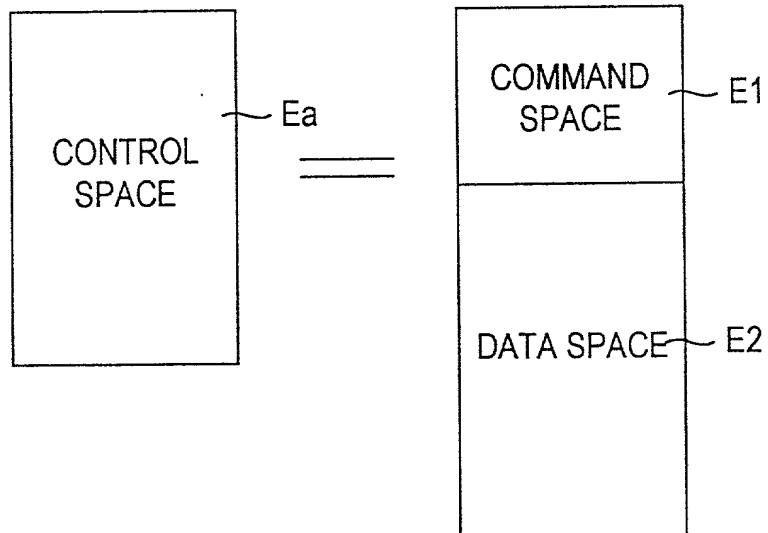 CONTROL
SPACE
Ea
COMMAND
SPACE
E1
DATA SPACE
E2